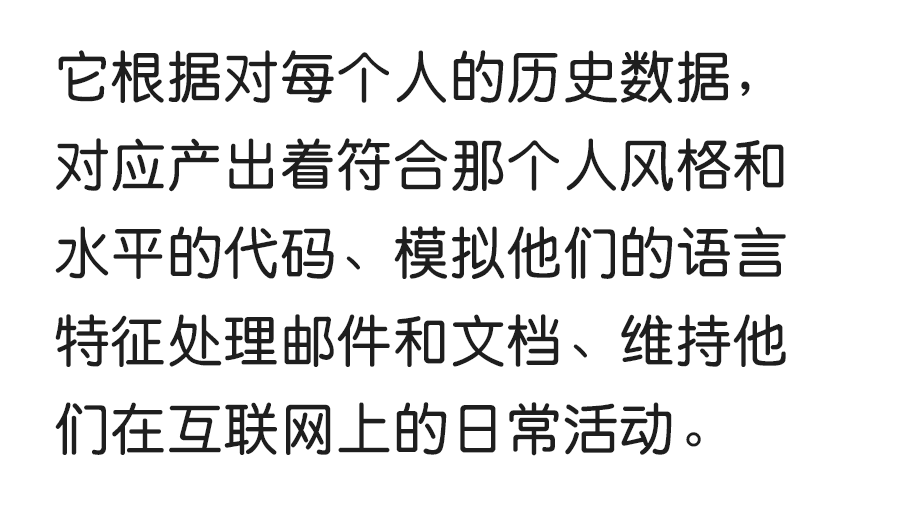 它根据对每个人的历史数据，
对应产出着符合那个人风格和
水平的代码、模拟他们的语言
特征处理邮件和文档、维持他
们在互联网上的日常活动。